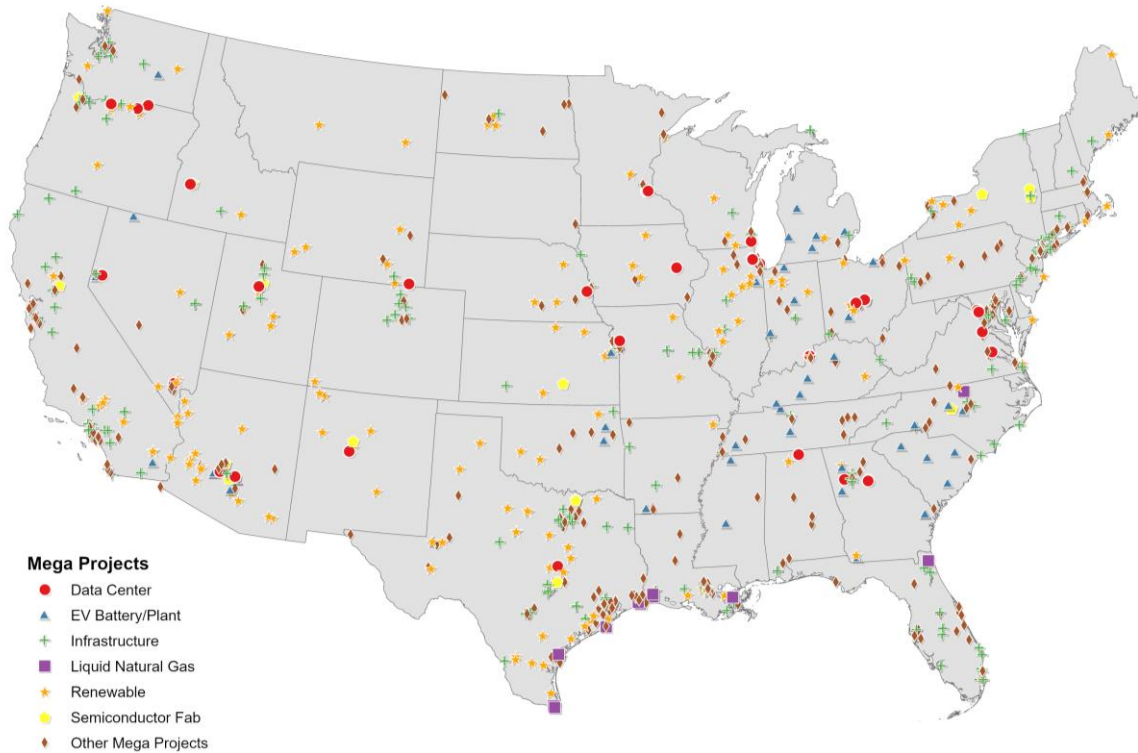 Mega Projects
Data Center
EV Battery/Plant
Infrastructure
Liquid Natural Gas
Renewable
Semiconductor Fab
Other Mega Projects